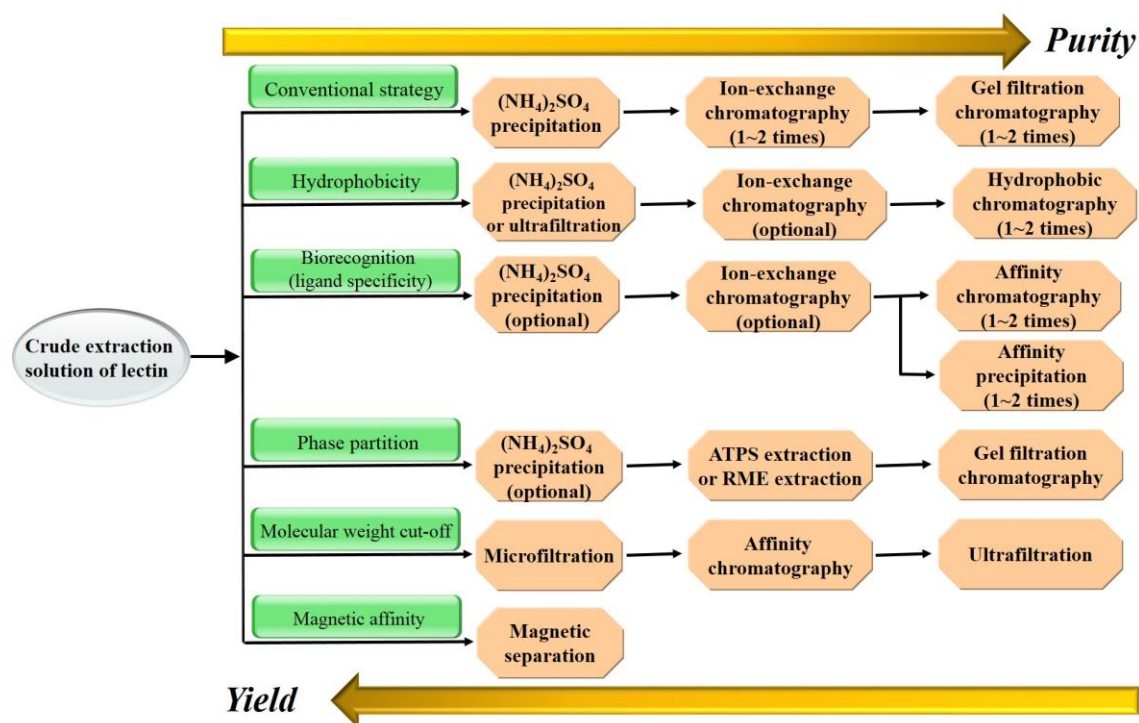 Purity
Conventional strategy
(NH₄)₂SO₄
precipitation
Ion-exchange
chromatography
(1~2 times)
Gel filtration
chromatography
(1~2 times)
Hydrophobicity
(NH₄)₂SO₄
precipitation
or ultrafiltration
Ion-exchange
chromatography
(optional)
Hydrophobic
chromatography
(1~2 times)
Biorecognition
(ligand specificity)
(NH₄)₂SO₄
precipitation
(optional)
Ion-exchange
chromatography
(optional)
Affinity
chromatography
(1~2 times)
Affinity
precipitation
(1~2 times)
Crude extraction
solution of lectin
Phase partition
(NH₄)₂SO₄
precipitation
(optional)
ATPS extraction
or RME extraction
Gel filtration
chromatography
Molecular weight cut-off
Microfiltration
Affinity
chromatography
Ultrafiltration
Magnetic affinity
Magnetic
separation
Yield